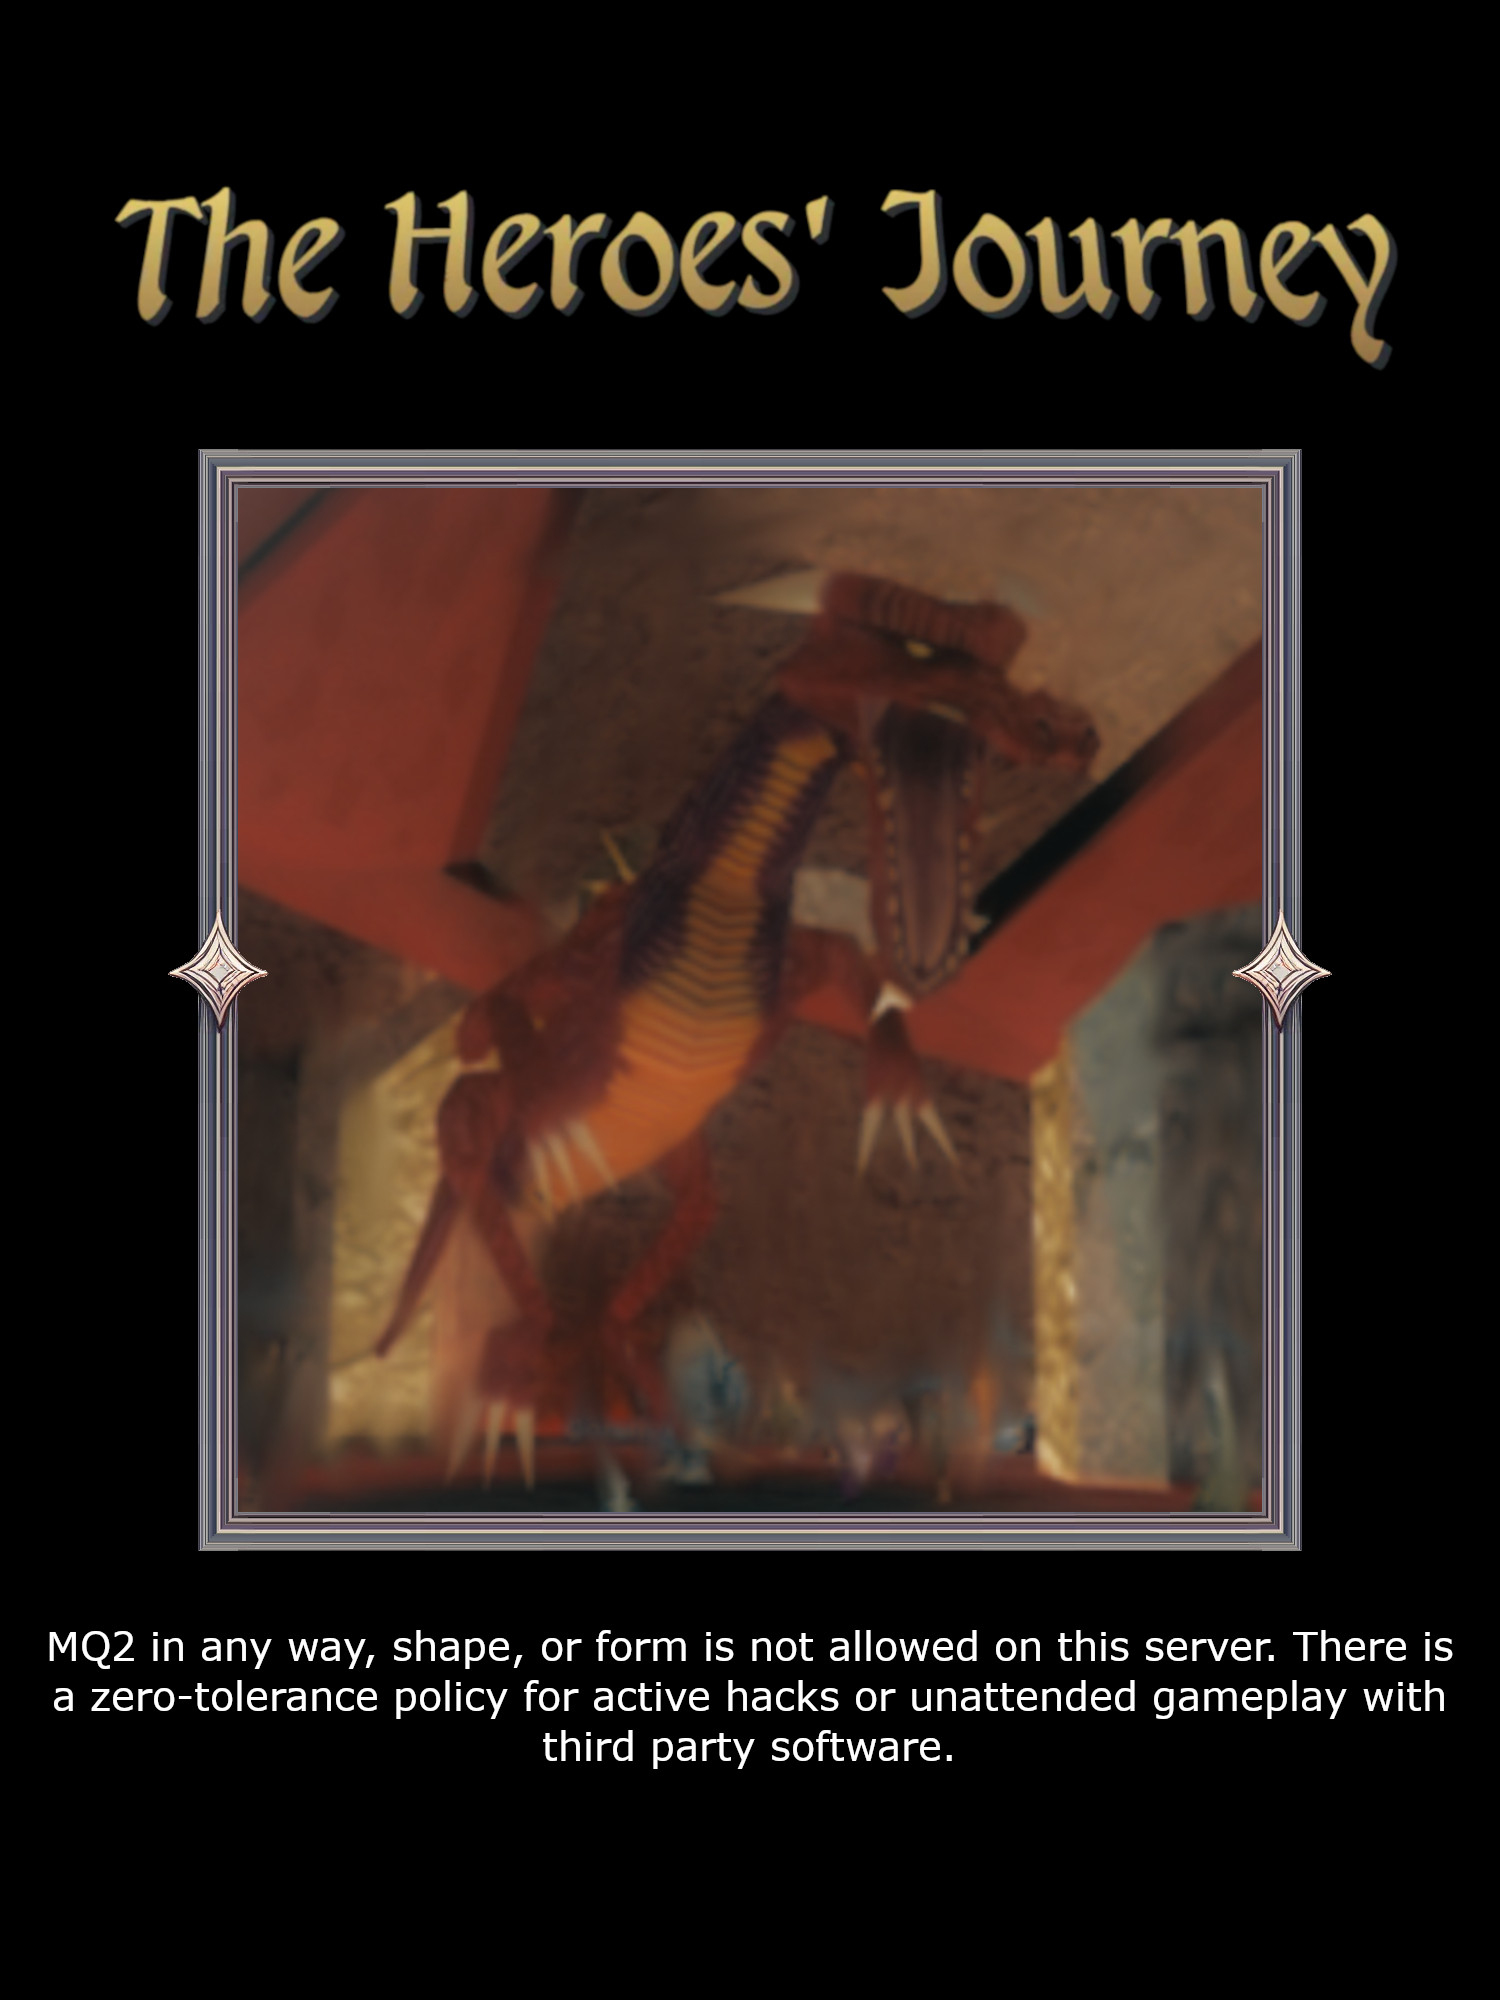 The Heroes' Journey
MQ2 in any way, shape, or form is not allowed on this server. There is
a zero-tolerance policy for active hacks or unattended gameplay with
third party software.